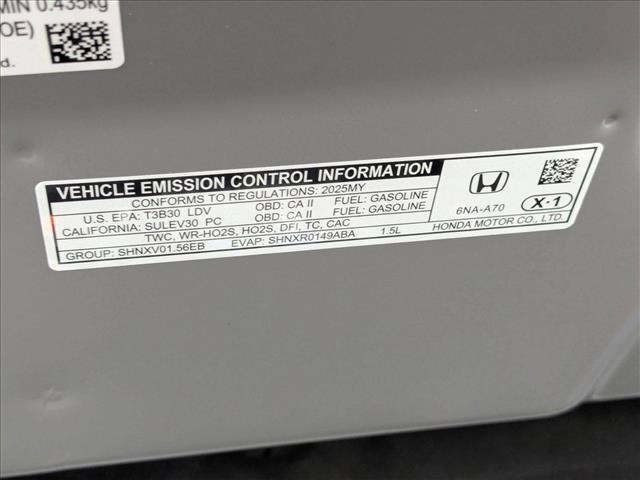 MIN 0.435kg
OE)
d.
VEHICLE EMISSION CONTROL INFORMATION
CONFORMS TO REGULATIONS: 2025MY
U.S. EPA: T3B30 LDV OBD: CA II FUEL: GASOLINE
CALIFORNIA: SULEV30 PC OBD: CA II FUEL: GASOLINE
TWC, WR-HO2S, HO2S, DFI, TC, CAC
GROUP: SHNXV01.56EB EVAP: SHNXR0149ABA 1.5L
6NA-A70
X-1
HONDA MOTOR CO., LTD.